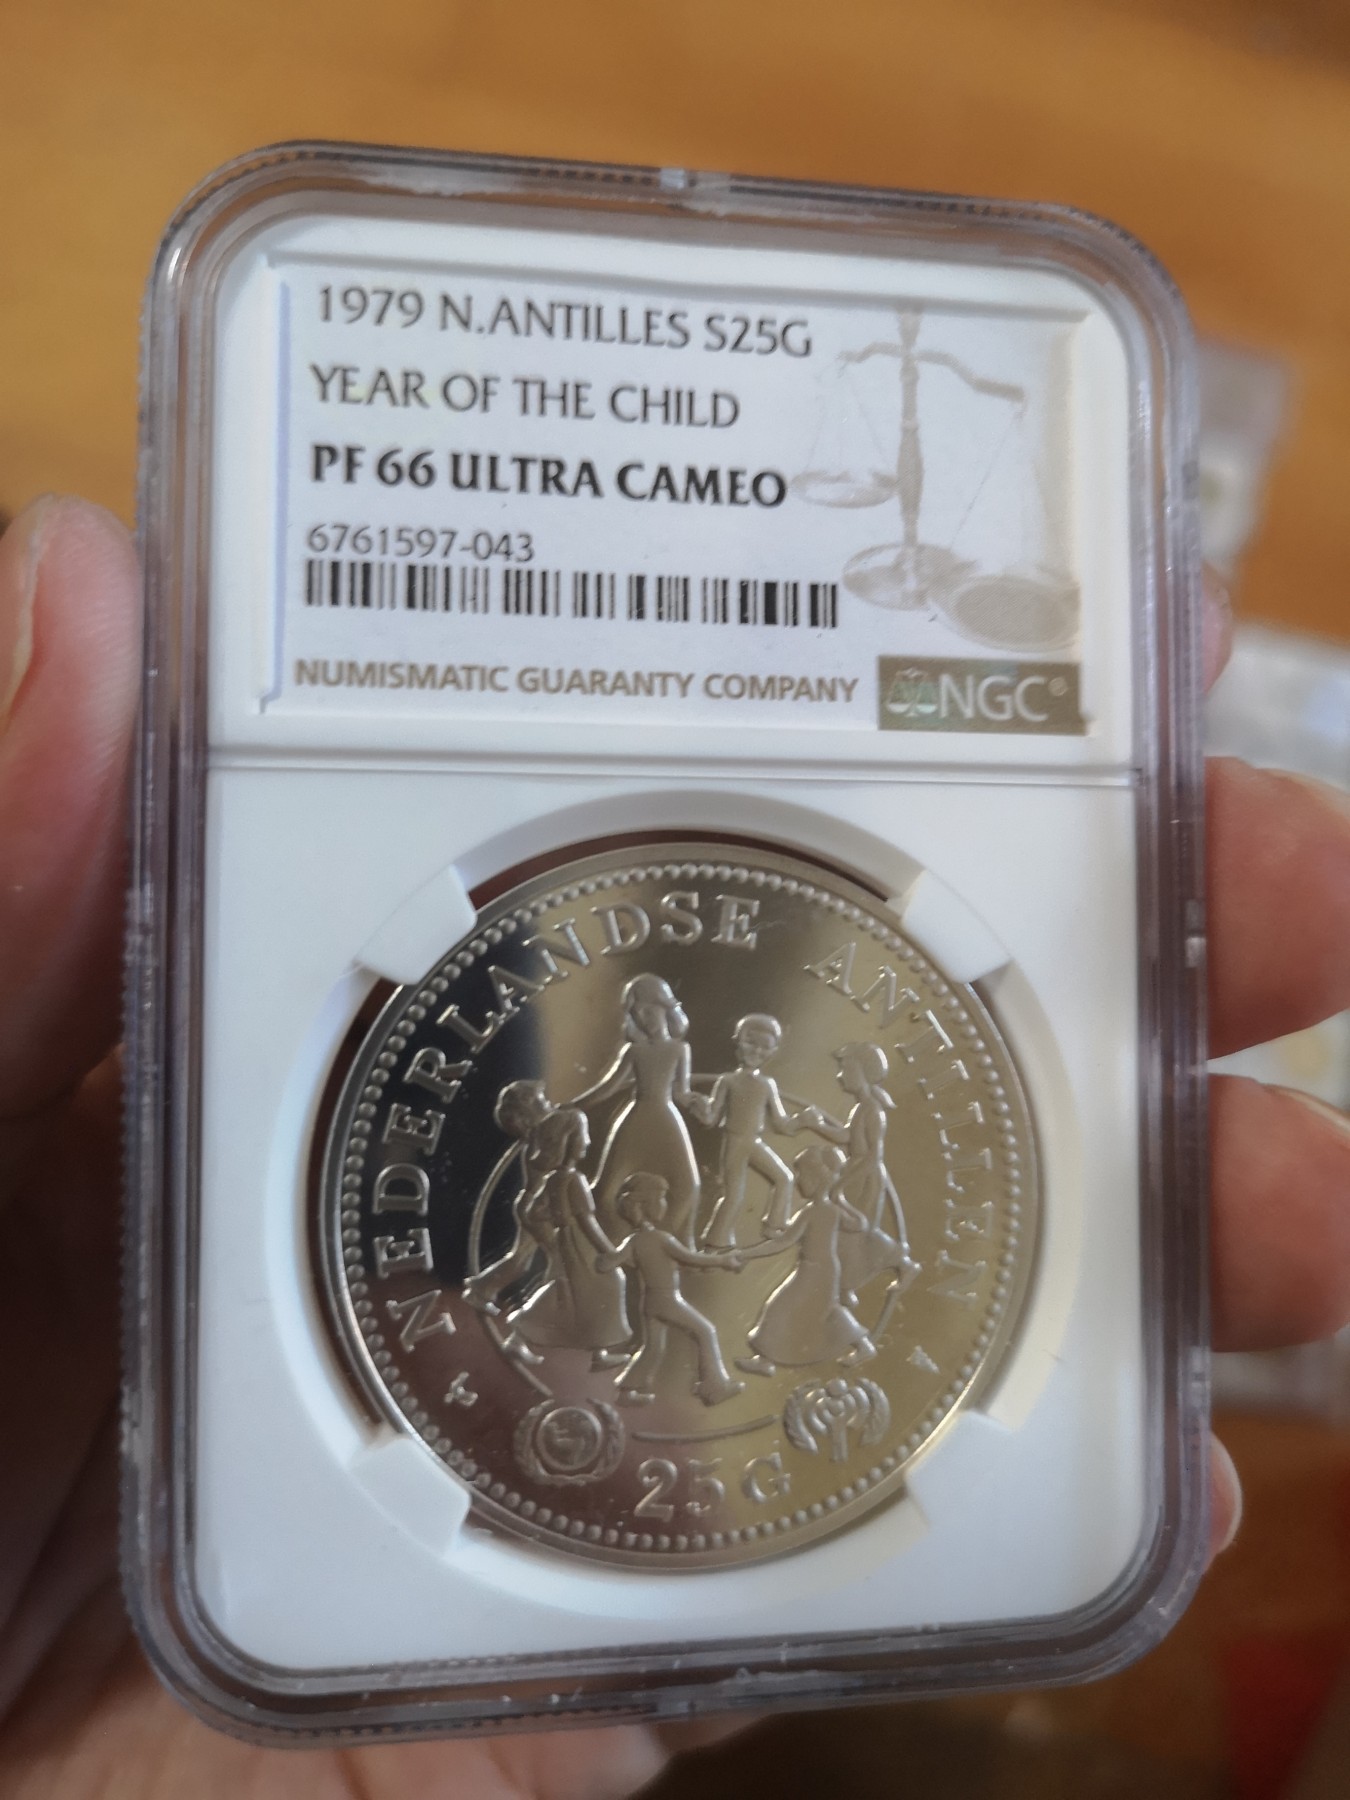 1979 N.ANTILLES S25G
YEAR OF THE CHILD
PF 66 ULTRA CAMEO
6761597-043
NUMISMATIC GUARANTY COMPANY
NGC®
NEDERLANDSE ANTILLEN
25 G